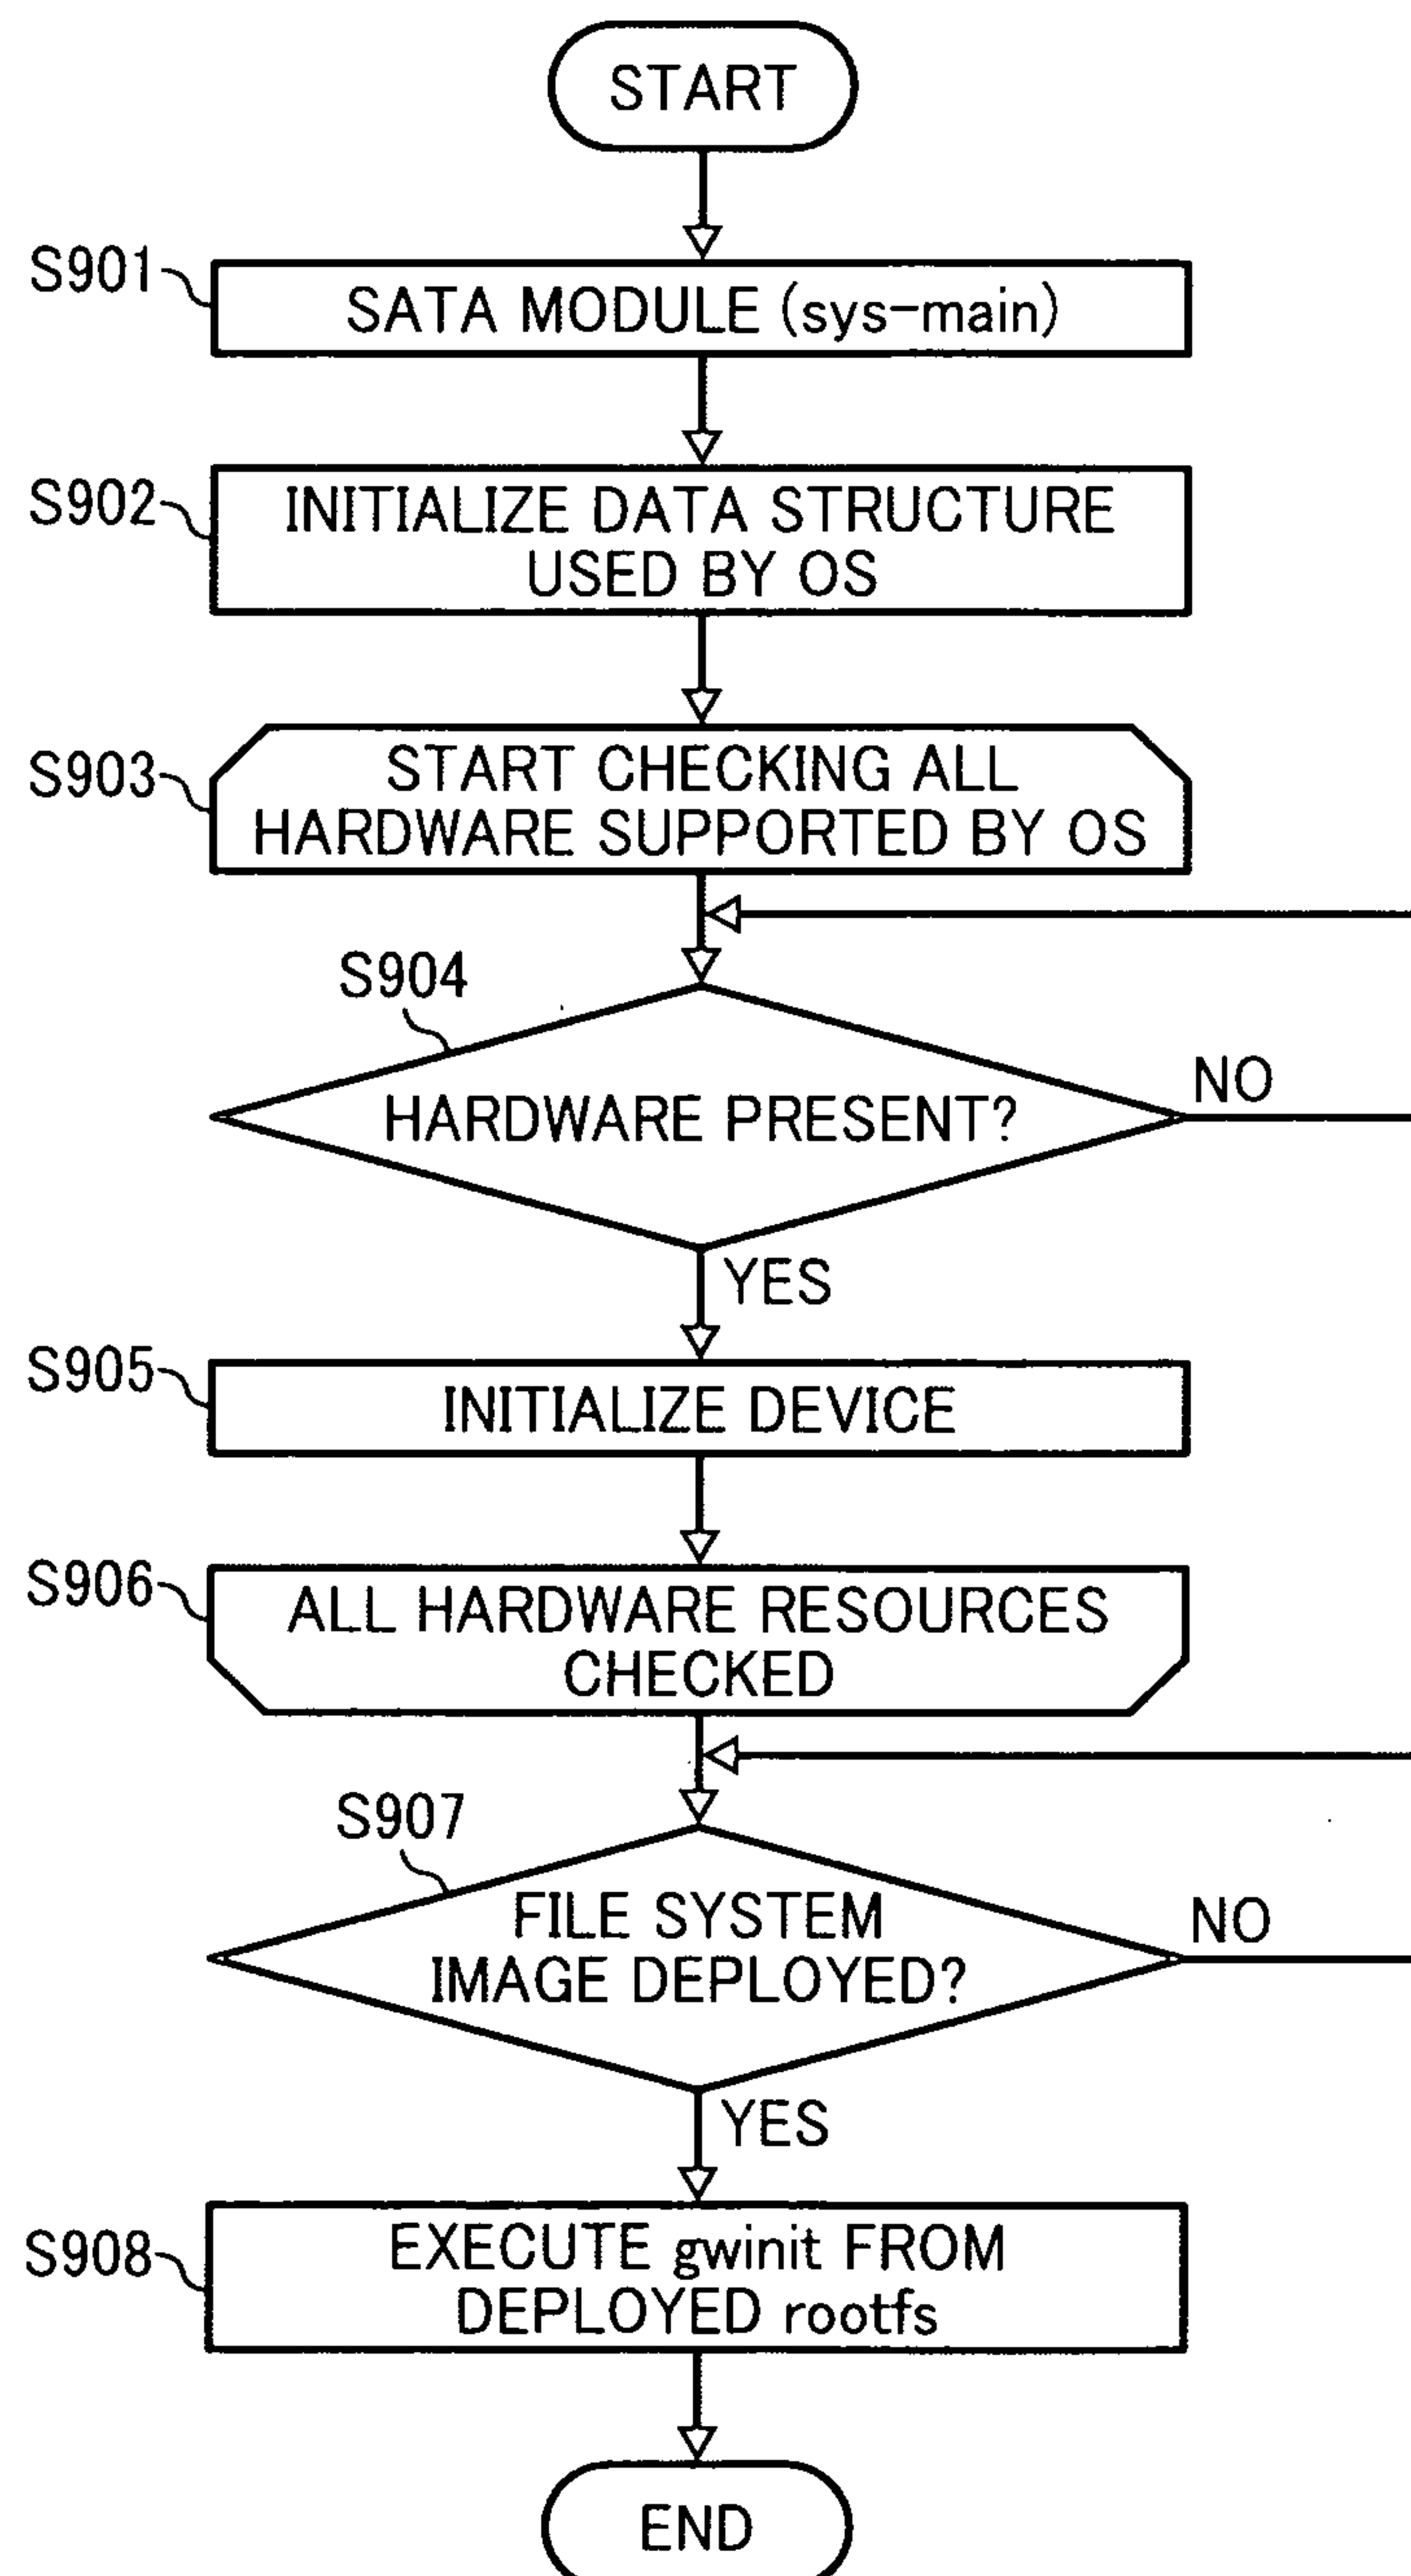 START
S901
SATA MODULE (sys-main)
S902
INITIALIZE DATA STRUCTURE
USED BY OS
S903
START CHECKING ALL
HARDWARE SUPPORTED BY OS
S904
HARDWARE PRESENT?
NO
YES
S905
INITIALIZE DEVICE
S906
ALL HARDWARE RESOURCES
CHECKED
S907
FILE SYSTEM
IMAGE DEPLOYED?
NO
YES
S908
EXECUTE gwinit FROM
DEPLOYED rootfs
END